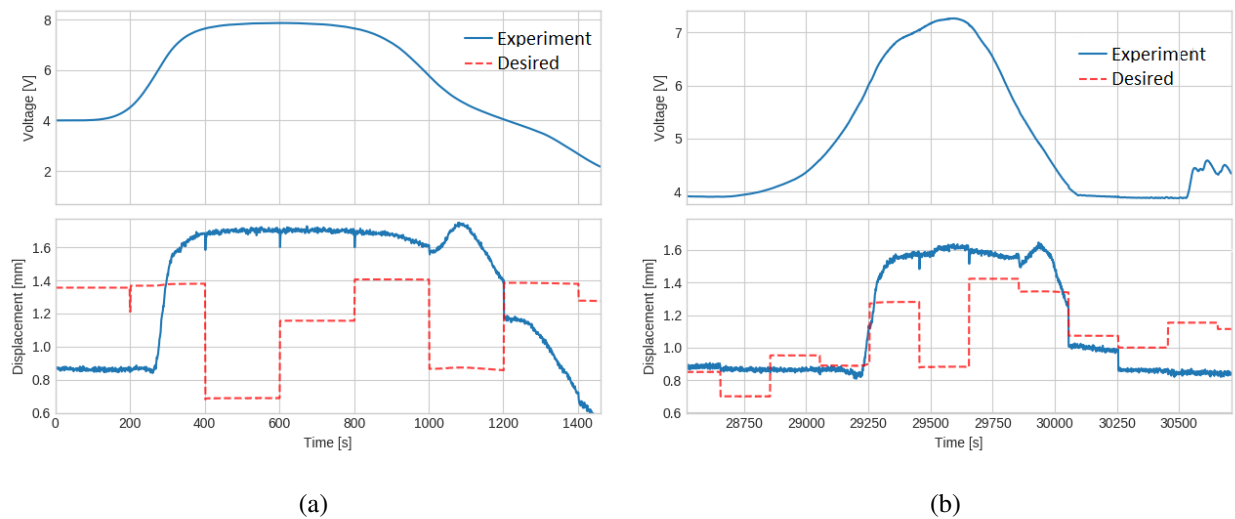 8
6
4
2
Voltage [V]
Experiment
Desired
1.6
1.4
1.2
1.0
0.8
0.6
Displacement [mm]
0 200 400 600 800 1000 1200 1400
Time [s]
(a)
7
6
5
4
Voltage [V]
Experiment
Desired
1.6
1.4
1.2
1.0
0.8
0.6
Displacement [mm]
28750 29000 29250 29500 29750 30000 30250 30500
Time [s]
(b)